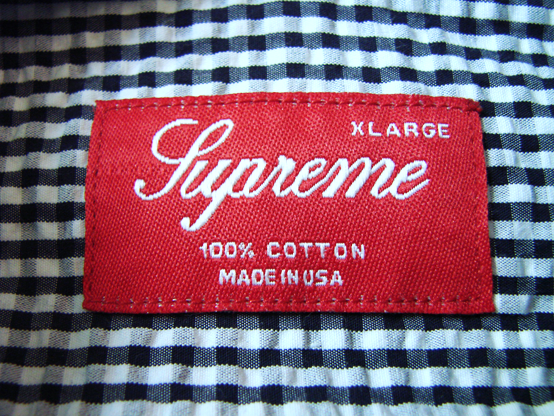 XLARGE
Supreme
100% COTTON
MADE IN USA